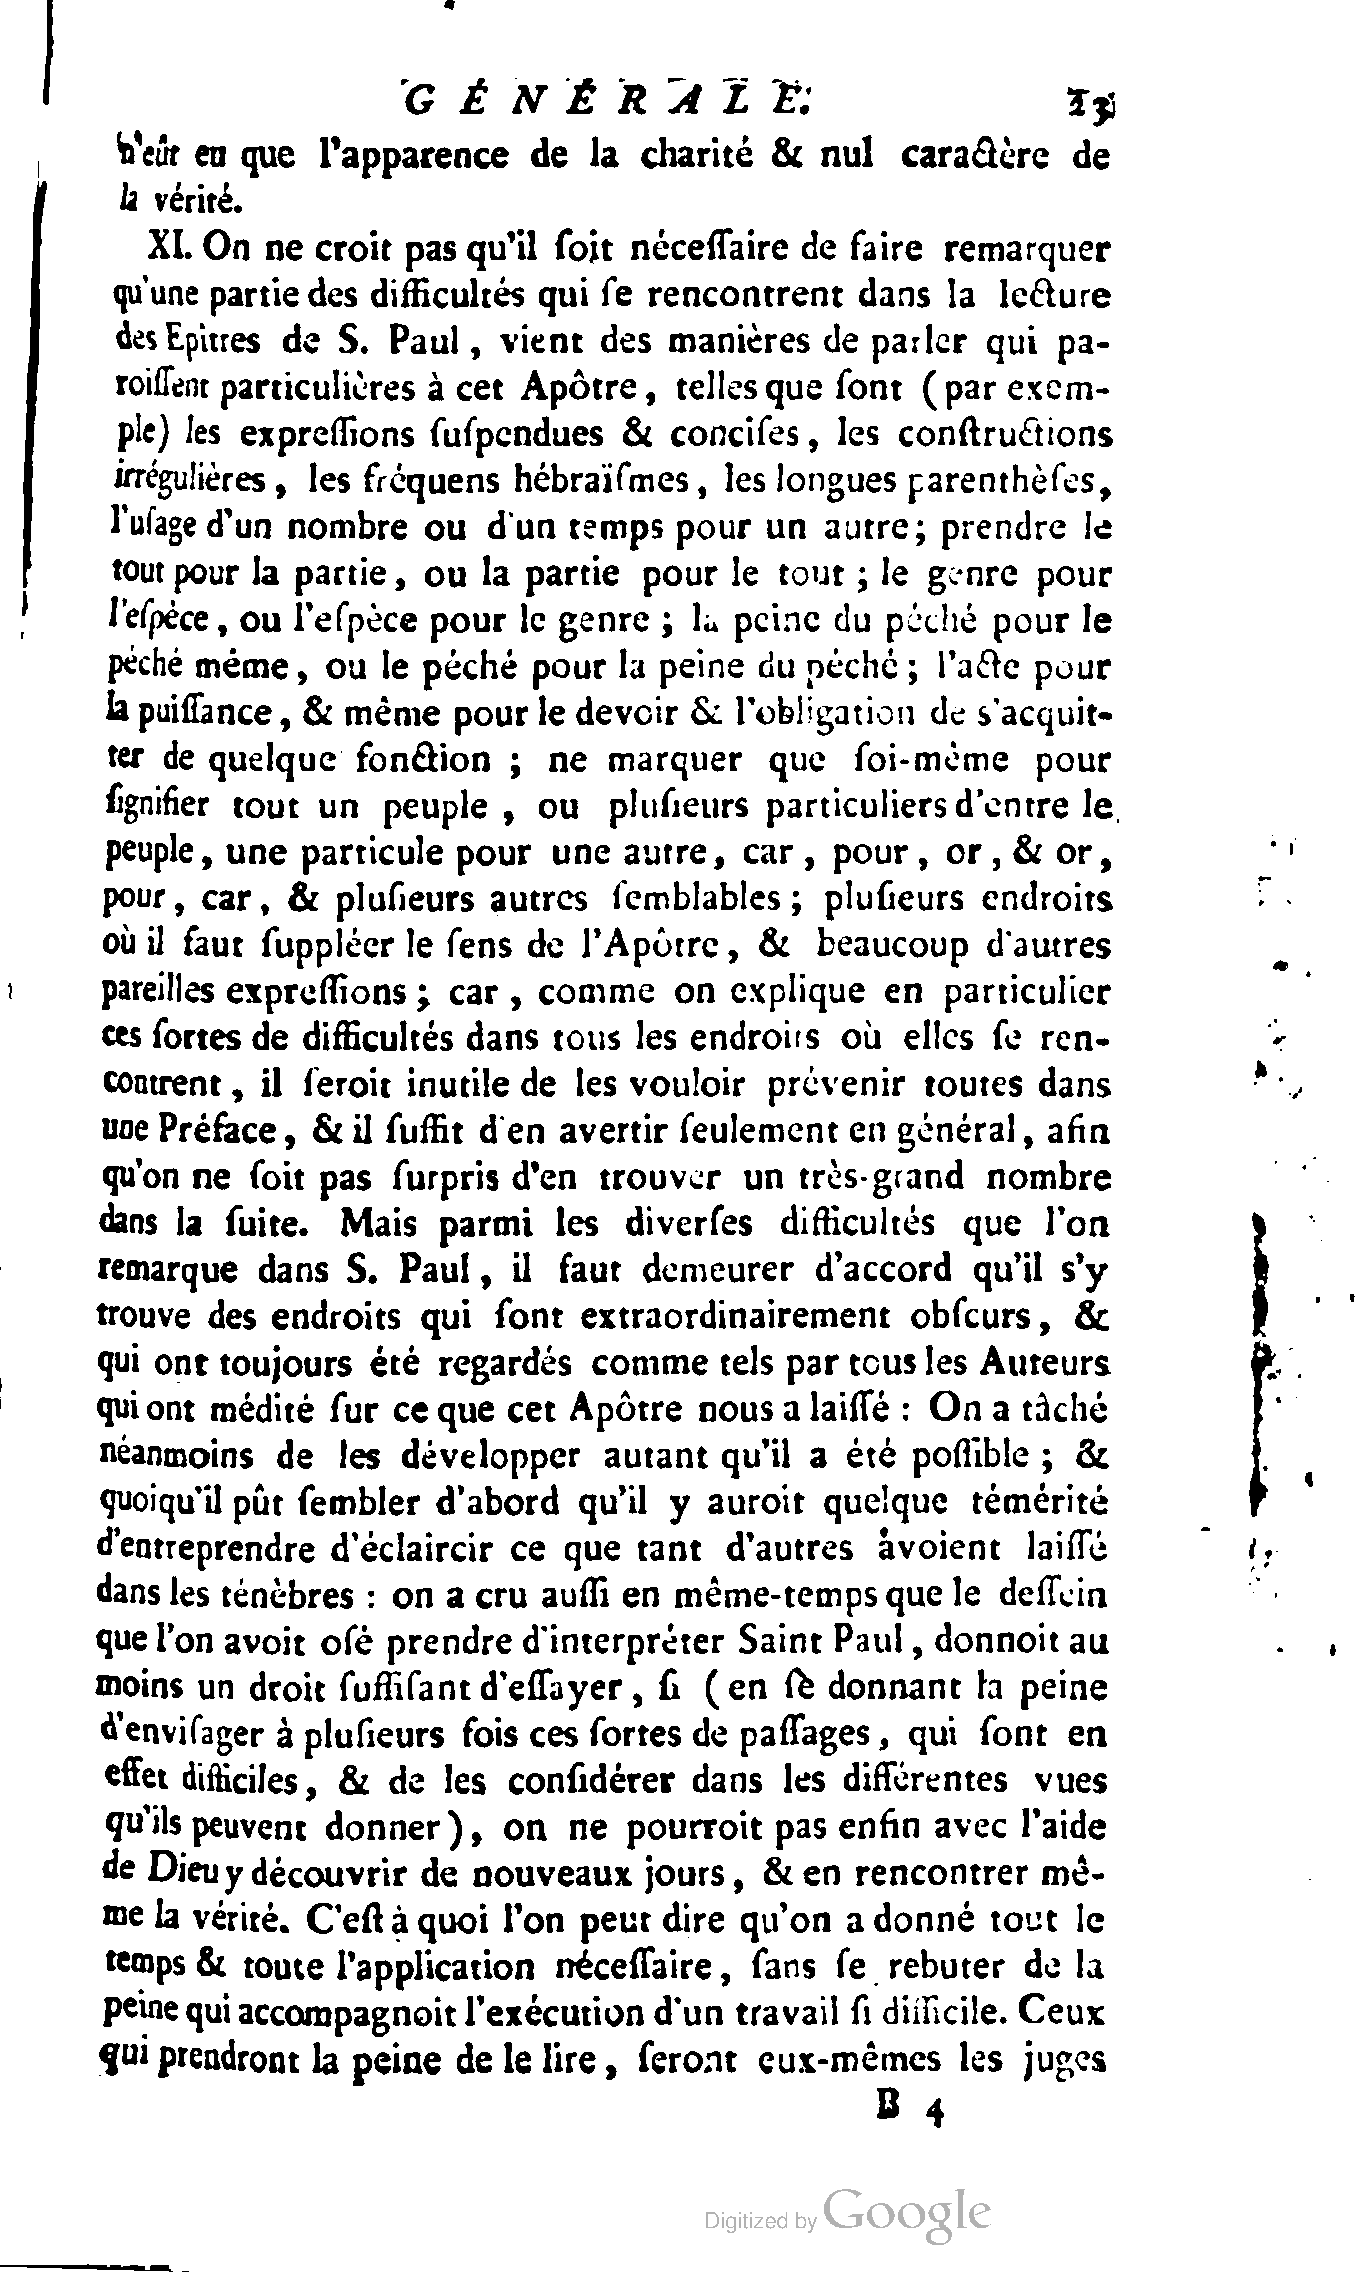 GÉNÉRALE. 23
n'eût eu que l'apparence de la charité & nul caractère de
la vérité.
XI. On ne croit pas qu'il ſoit néceſſaire de faire remarquer
qu'une partie des difficultés qui ſe rencontrent dans la lecture
des Epitres de S. Paul, vient des manières de parler qui pa-
roiſſent particulières à cet Apôtre, telles que ſont (par exem-
ple) les expreſſions ſuſpendues & conciſes, les conſtructions
irrégulières, les fréquens hébraïſmes, les longues parenthèſes,
l'uſage d'un nombre ou d'un temps pour un autre; prendre le
tout pour la partie, ou la partie pour le tout; le genre pour
l'eſpèce, ou l'eſpèce pour le genre; la peine du péché pour le
péché même, ou le péché pour la peine du péché; l'acte pour
la puiſſance, & même pour le devoir & l'obligation de s'acquit-
ter de quelque fonction; ne marquer que ſoi-même pour
ſignifier tout un peuple, ou pluſieurs particuliers d'entre le
peuple, une particule pour une autre, car, pour, or, & or,
pour, car, & pluſieurs autres ſemblables; pluſieurs endroits
où il faut ſuppléer le ſens de l'Apôtre, & beaucoup d'autres
pareilles expreſſions; car, comme on explique en particulier
ces ſortes de difficultés dans tous les endroits où elles ſe ren-
contrent, il ſeroit inutile de les vouloir prévenir toutes dans
une Préface, & il ſuffit d'en avertir ſeulement en général, afin
qu'on ne ſoit pas ſurpris d'en trouver un très-grand nombre
dans la ſuite. Mais parmi les diverſes difficultés que l'on
remarque dans S. Paul, il faut demeurer d'accord qu'il s'y
trouve des endroits qui ſont extraordinairement obſcurs, &
qui ont toujours été regardés comme tels par tous les Auteurs
qui ont médité ſur ce que cet Apôtre nous a laiſſé : On a tâché
néanmoins de les développer autant qu'il a été poſſible; &
quoiqu'il pût ſembler d'abord qu'il y auroit quelque témérité
d'entreprendre d'éclaircir ce que tant d'autres avoient laiſſé
dans les ténèbres : on a cru auſſi en même-temps que le deſſein
que l'on avoit oſé prendre d'interpréter Saint Paul, donnoit au
moins un droit ſuffiſant d'eſſayer, ſi (en ſe donnant la peine
d'enviſager à pluſieurs fois ces ſortes de paſſages, qui ſont en
effet difficiles, & de les conſidérer dans les différentes vues
qu'ils peuvent donner), on ne pourroit pas enfin avec l'aide
de Dieu y découvrir de nouveaux jours, & en rencontrer mê-
me la vérité. C'eſt à quoi l'on peut dire qu'on a donné tout le
temps & toute l'application néceſſaire, ſans ſe rebuter de la
peine qui accompagnoit l'exécution d'un travail ſi difficile. Ceux
qui prendront la peine de le lire, ſeront eux-mêmes les juges
B 4
Digitized by Google